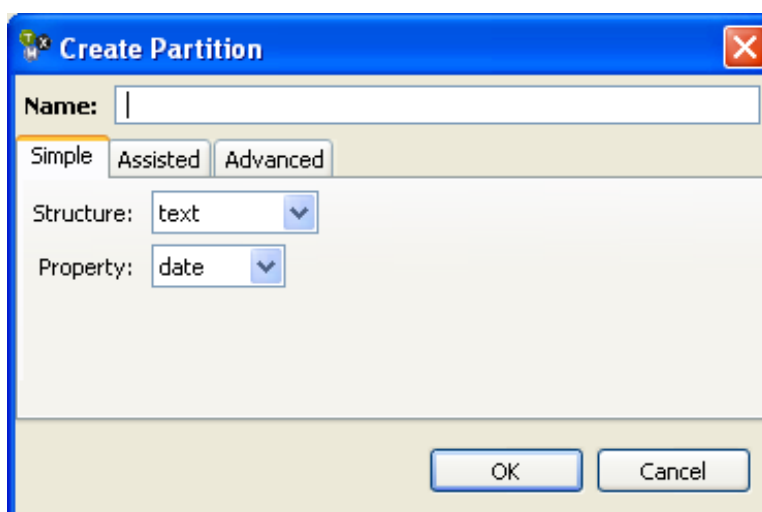 Create Partition
Name:
Simple Assisted Advanced
Structure: text
Property: date
OK Cancel